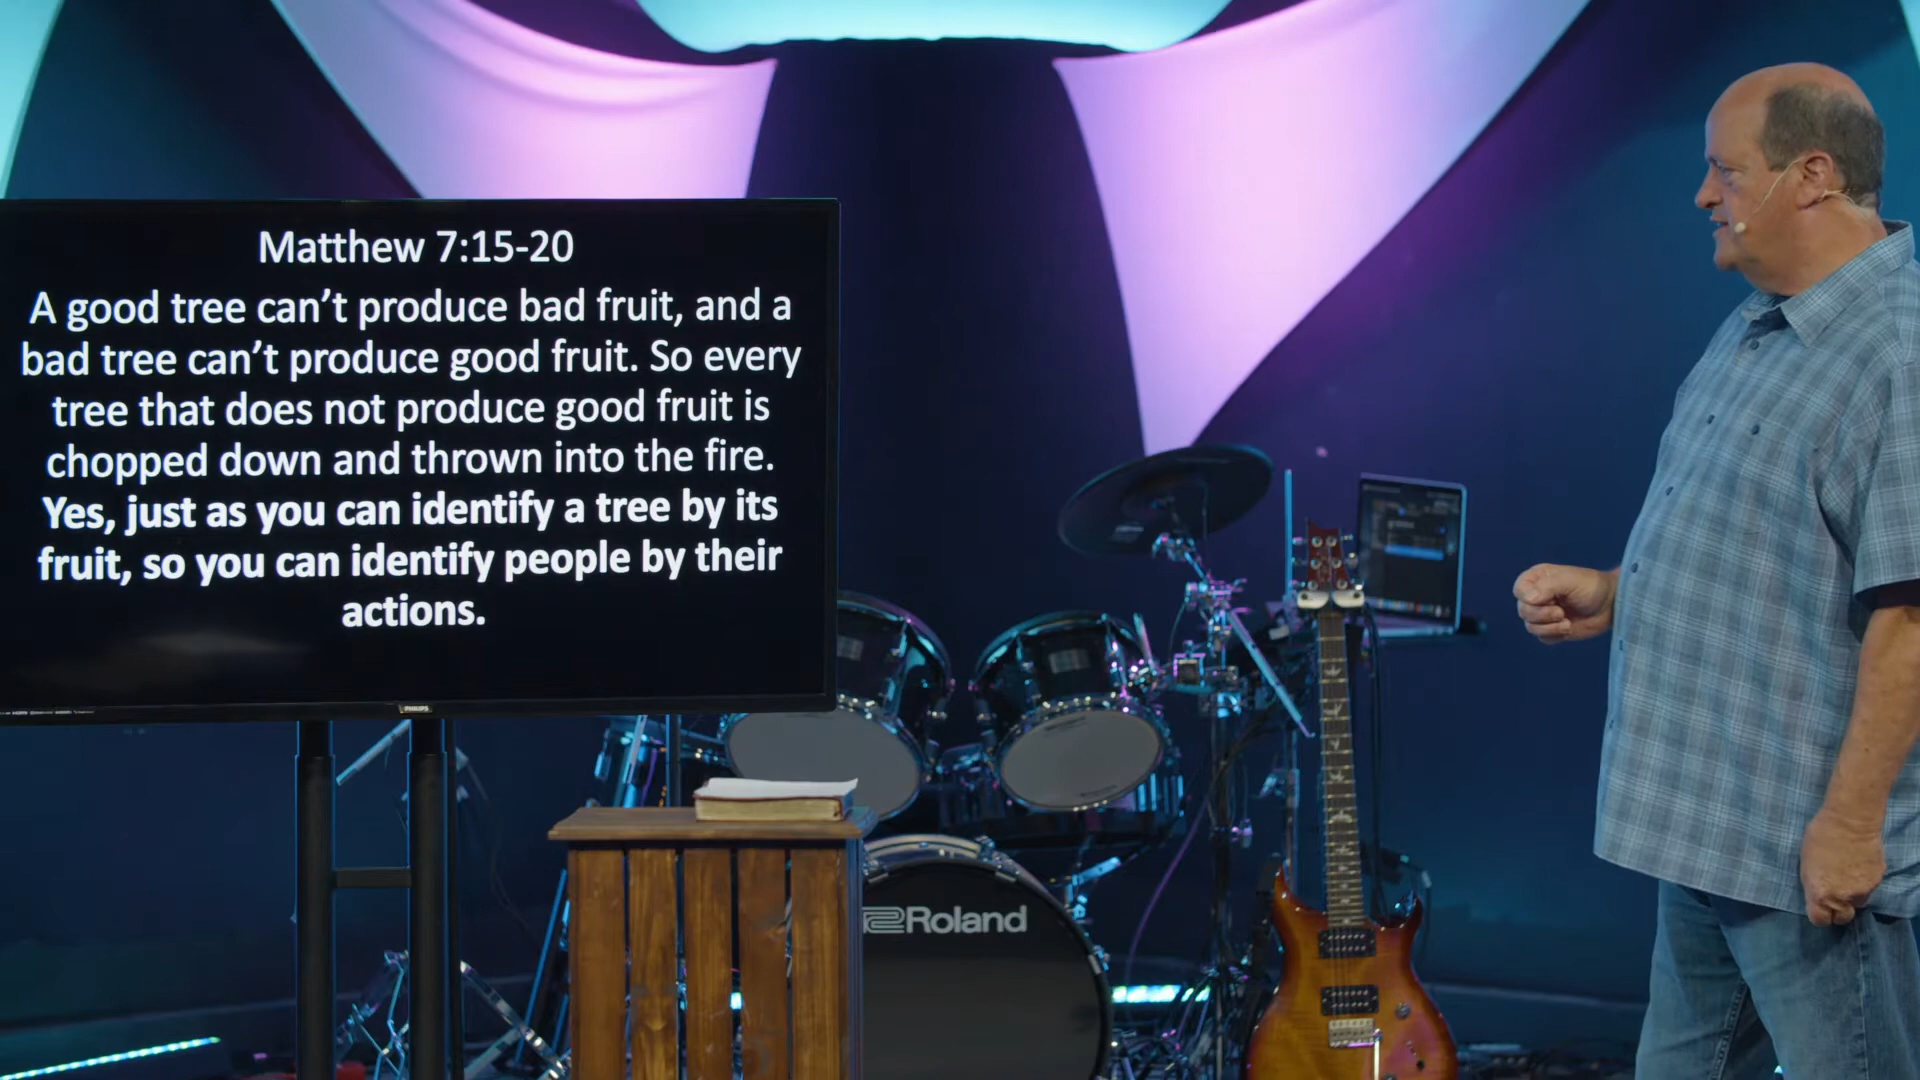 Matthew 7:15-20
A good tree can’t produce bad fruit, and a
bad tree can’t produce good fruit. So every
tree that does not produce good fruit is
chopped down and thrown into the fire.
Yes, just as you can identify a tree by its
fruit, so you can identify people by their
actions.
PHILIPS
Roland